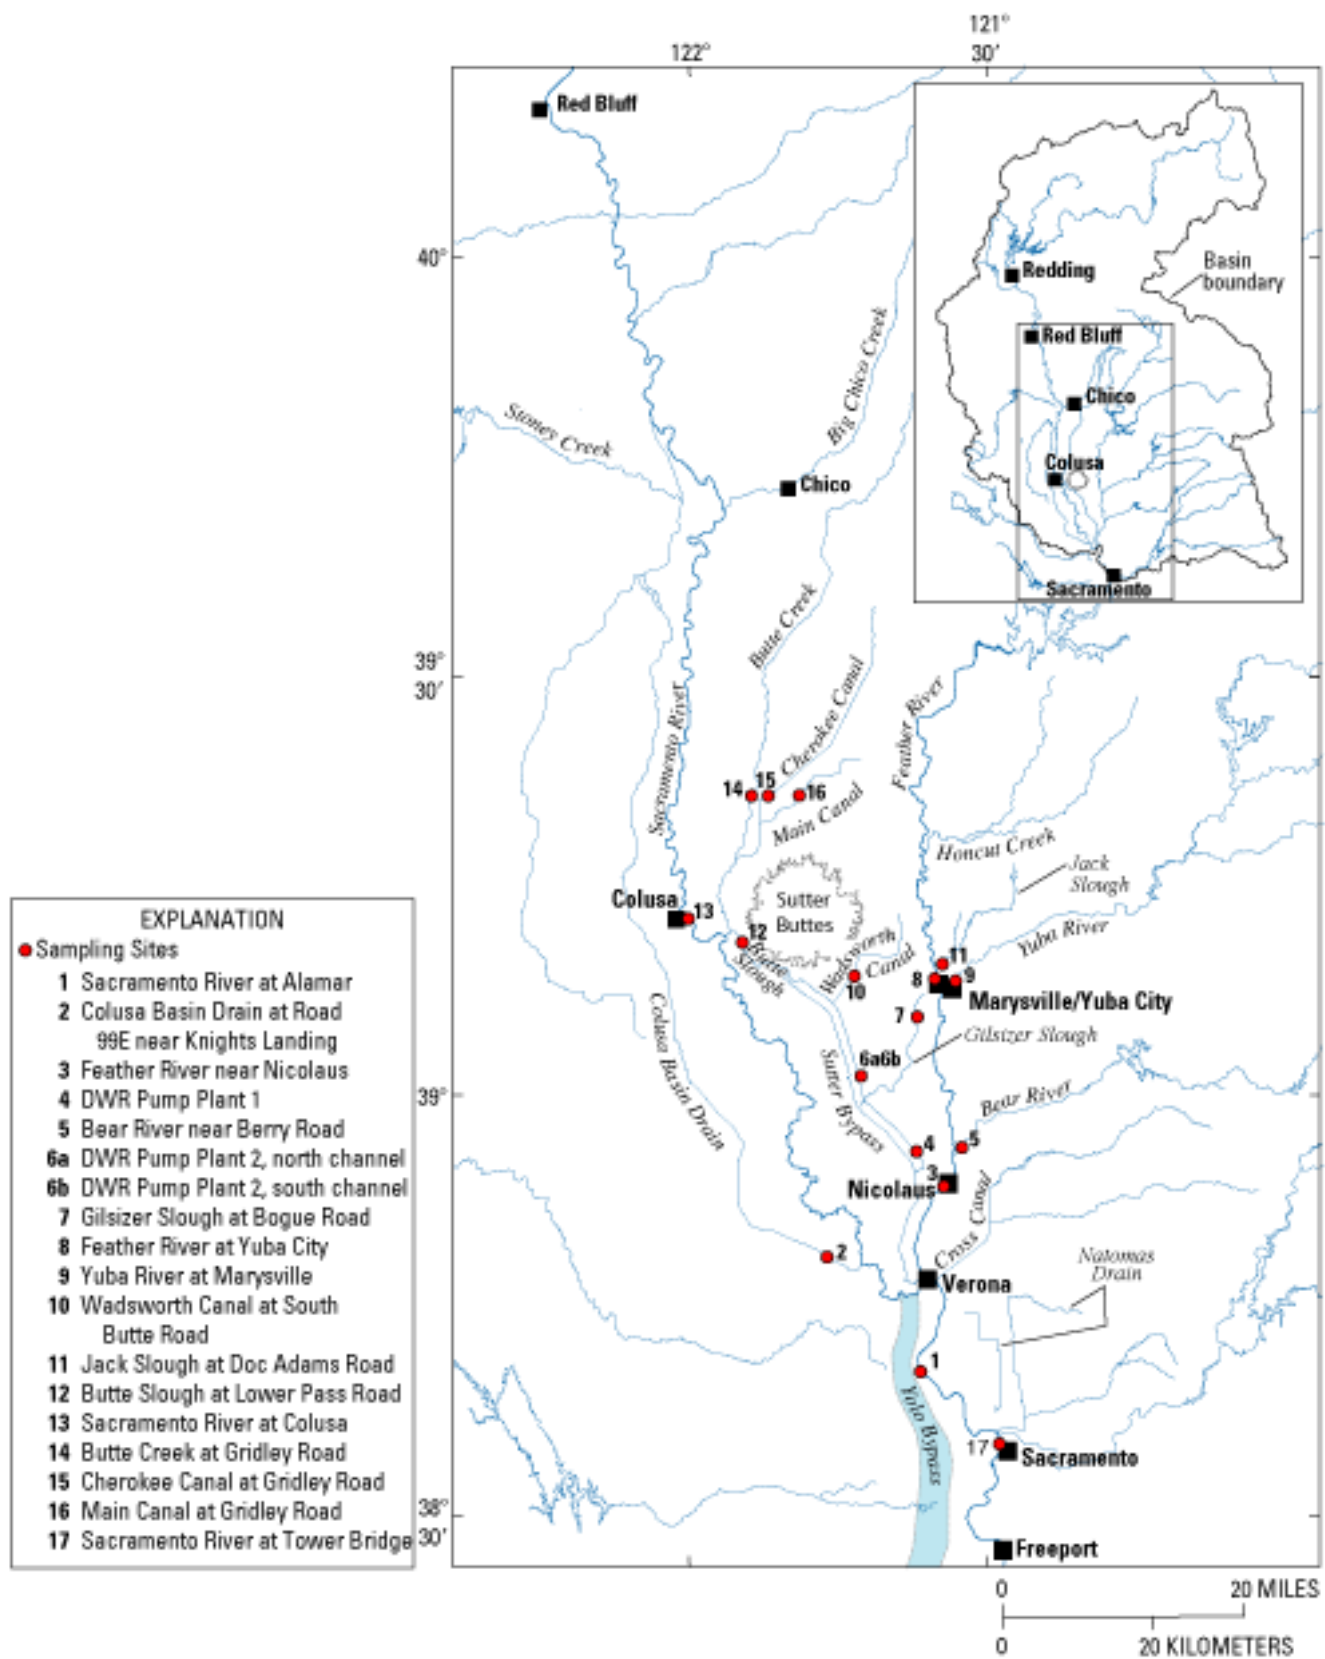 121°
122°
30′
Red Bluff
40°
Basin
boundary
Redding
Red Bluff
Chico
Colusa
Sacramento
Big Chico Creek
Stoney Creek
Chico
Butte Creek
39°
30′
Sacramento River
Cherokee Canal
Feather River
14
15
16
Main Canal
Honcut Creek
Jack
Slough
Sutter
Buttes
Colusa
13
12
Butte
Slough
Wadsworth
Canal
10
Yuba River
11
8
9
Marysville/Yuba City
7
Gilsizer Slough
6a6b
Colusa Basin Drain
Sutter Bypass
39°
Bear River
4
5
3
Nicolaus
Cross Canal
2
Verona
Natomas
Drain
1
Yolo Bypass
17
Sacramento
38°
30′
Freeport
0
20 MILES
0
20 KILOMETERS
EXPLANATION
Sampling Sites
1 Sacramento River at Alamar
2 Colusa Basin Drain at Road
99E near Knights Landing
3 Feather River near Nicolaus
4 DWR Pump Plant 1
5 Bear River near Berry Road
6a DWR Pump Plant 2, north channel
6b DWR Pump Plant 2, south channel
7 Gilsizer Slough at Bogue Road
8 Feather River at Yuba City
9 Yuba River at Marysville
10 Wadsworth Canal at South
Butte Road
11 Jack Slough at Doc Adams Road
12 Butte Slough at Lower Pass Road
13 Sacramento River at Colusa
14 Butte Creek at Gridley Road
15 Cherokee Canal at Gridley Road
16 Main Canal at Gridley Road
17 Sacramento River at Tower Bridge